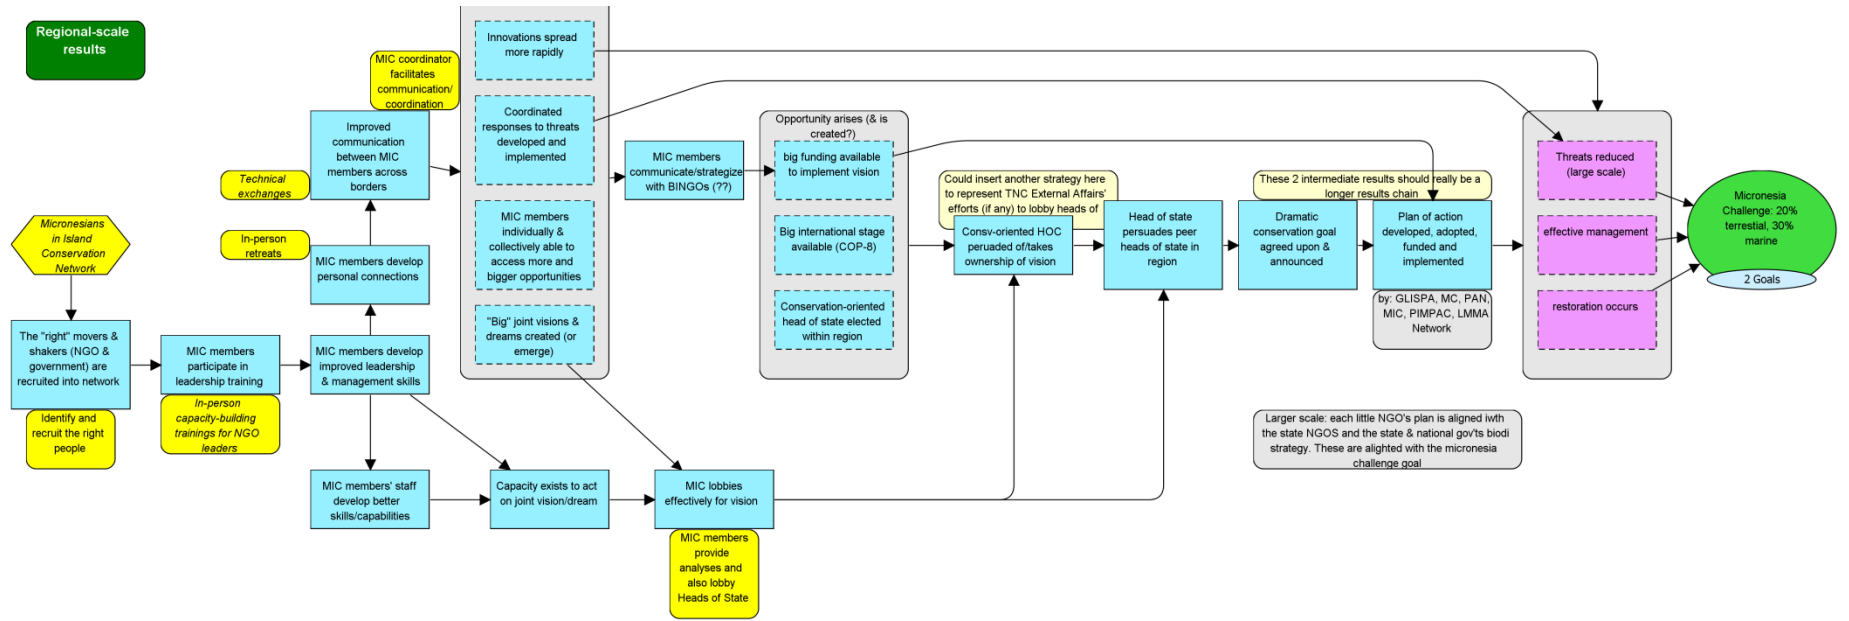 Regional-scale
results
Micronesians
in Island
Conservation
Network
The "right" movers &
shakers (NGO &
government) are
recruited into network
Identify and
recruit the right
people
MIC members
participate in
leadership training
In-person
capacity-building
trainings for NGO
leaders
Technical
exchanges
In-person
retreats
MIC coordinator
facilitates
communication/
coordination
Improved
communication
between MIC
members across
borders
MIC members develop
personal connections
MIC members develop
improved leadership
& management skills
MIC members' staff
develop better
skills/capabilities
Innovations spread
more rapidly
Coordinated
responses to threats
developed and
implemented
MIC members
individually &
collectively able to
access more and
bigger opportunities
"Big" joint visions &
dreams created (or
emerge)
Capacity exists to act
on joint vision/dream
MIC members
communicate/strategize
with BINGOs (??)
MIC lobbies
effectively for vision
MIC members
provide
analyses and
also lobby
Heads of State
Opportunity arises (& is
created?)
big funding available
to implement vision
Big international stage
available (COP-8)
Conservation-oriented
head of state elected
within region
Could insert another strategy here
to represent TNC External Affairs'
efforts (if any) to lobby heads of
Consv-oriented HOC
peruaded of/takes
ownership of vision
Head of state
persuades peer
heads of state in
region
These 2 intermediate results should really be a
longer results chain
Dramatic
conservation goal
agreed upon &
announced
Plan of action
developed, adopted,
funded and
implemented
by: GLISPA, MC, PAN,
MIC, PIMPAC, LMMA
Network
Larger scale: each little NGO's plan is aligned iwth
the state NGOS and the state & national gov'ts biodi
strategy. These are alighted with the micronesia
challenge goal
Threats reduced
(large scale)
effective management
restoration occurs
Micronesia
Challenge: 20%
terrestial, 30%
marine
2 Goals